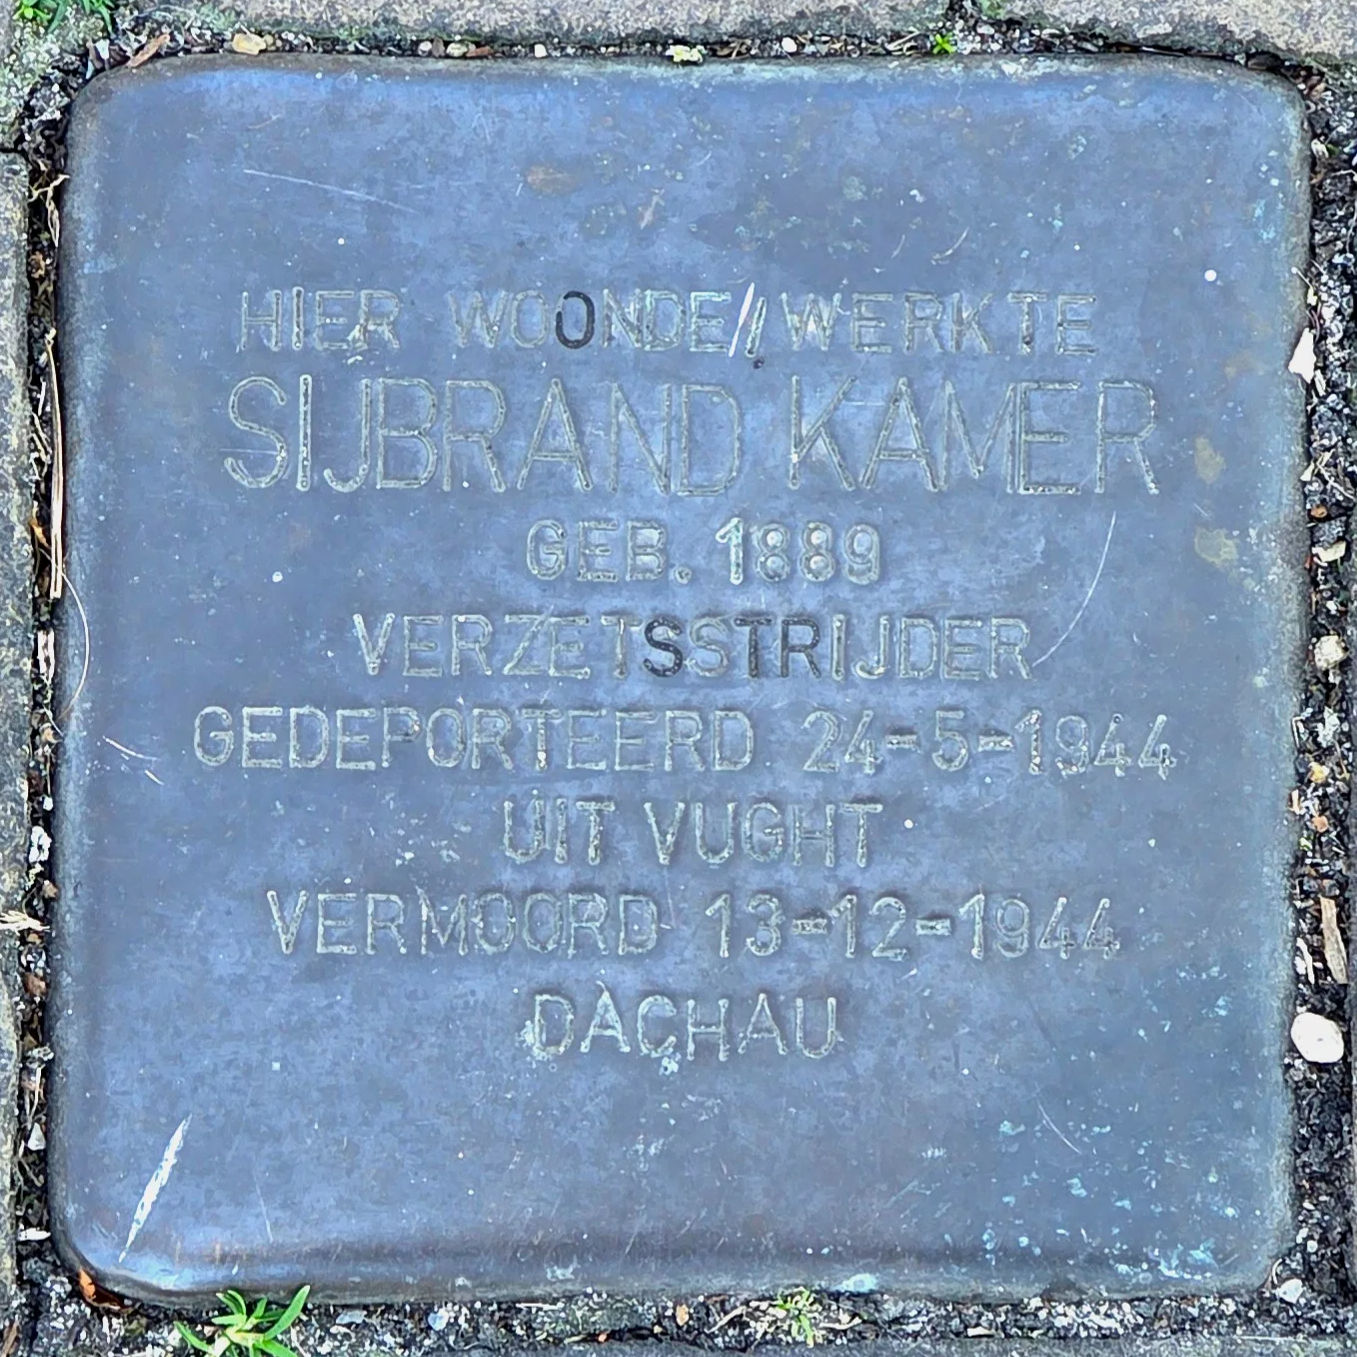 HIER WOONDE/WERKTE
SIJBRAND KAMER
GEB. 1889
VERZETSSTRIJDER
GEDEPORTEERD 24-5-1944
UIT VUGHT
VERMOORD 13-12-1944
DACHAU